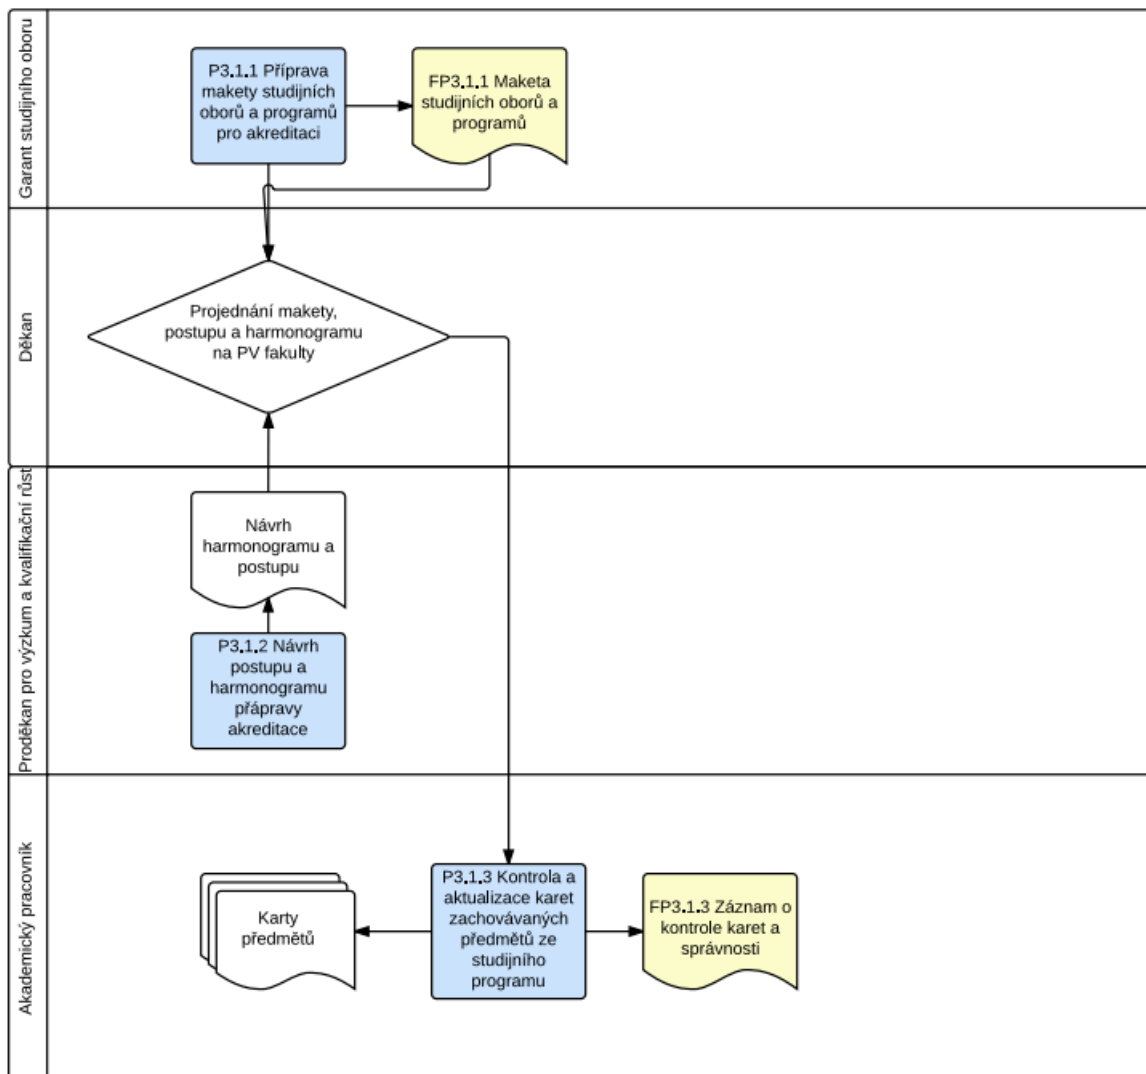 Garant studijního oboru
P3.1.1 Příprava
makety studijních
oborů a programů
pro akreditaci
FP3.1.1 Maketa
studijních oborů a
programů
Děkan
Projednání makety,
postupu a harmonogramu
na PV fakulty
Proděkan pro výzkum a kvalifikační růst
Návrh
harmonogramu a
postupu
P3.1.2 Návrh
postupu a
harmonogramu
přápravy
akreditace
Akademický pracovník
Karty
předmětů
P3.1.3 Kontrola a
aktualizace karet
zachovávaných
předmětů ze
studijního
programu
FP3.1.3 Záznam o
kontrole karet a
správnosti